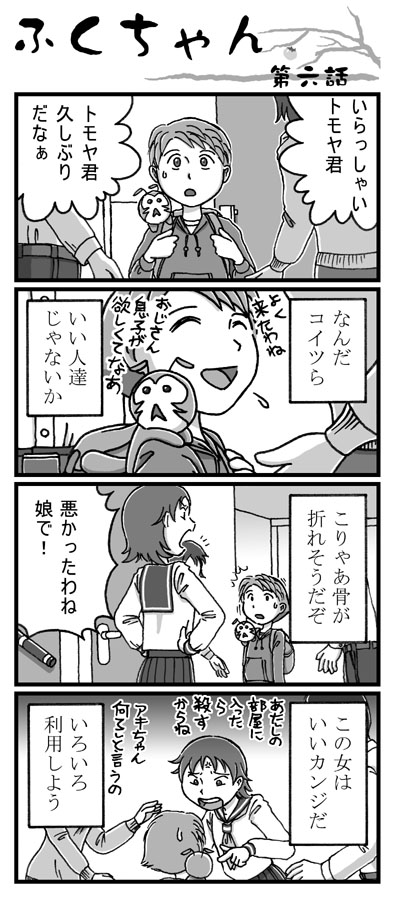 ふくちゃん
第六話
いらっしゃい
トモヤ君
トモヤ君
久しぶり
だなぁ
よく
来たわね
おじさん
息子が
欲しくてなあ
なんだ
コイツら
いい人達
じゃないか
こりゃあ骨が
折れそうだぞ
悪かったわね
娘で！
この女は
いいカンジだ
あたしの
部屋に
入った
ら
殺す
からね
アキちゃん
何てこと言うの
いろいろ
利用しよう